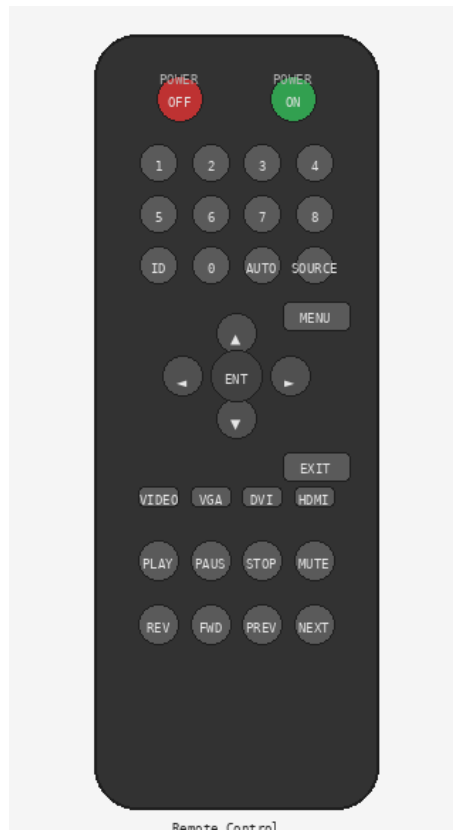 POWER POWER
OFF ON
1 2 3 4
5 6 7 8
ID 0 AUTO SOURCE
MENU
▲
◄ ENT ►
▼
EXIT
VIDEO VGA DVI HDMI
PLAY PAUS STOP MUTE
REV FWD PREV NEXT
Remote Control